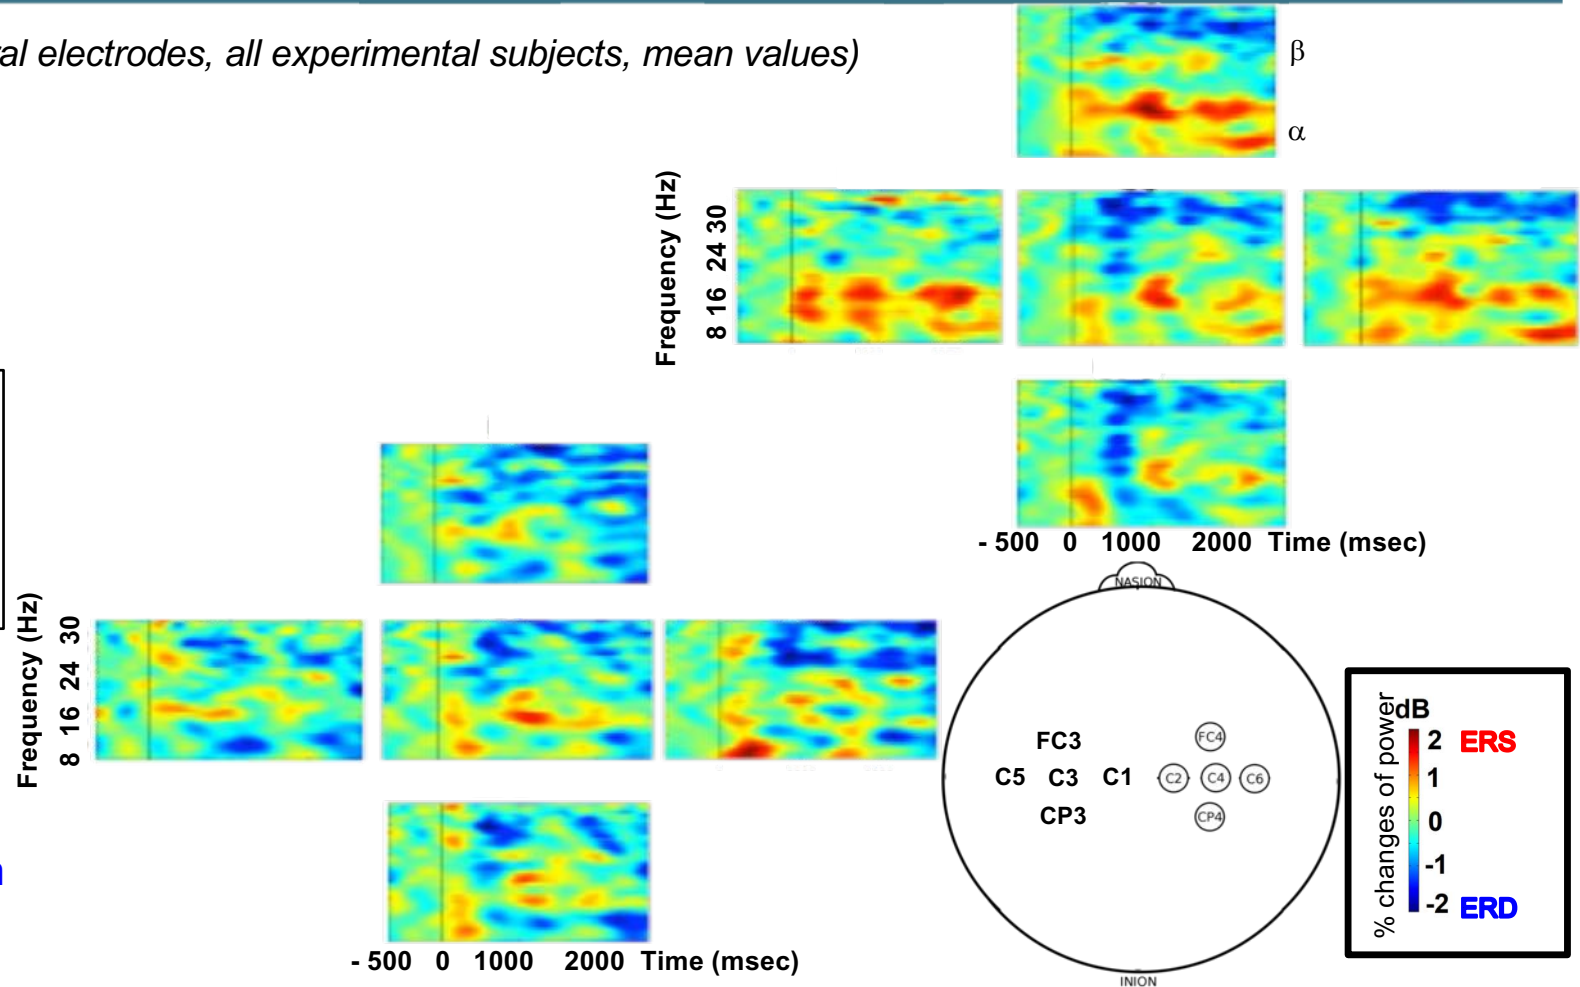 al electrodes, all experimental subjects, mean values)
β
α
Frequency (Hz)
30
24
16
8
- 500 0 1000 2000 Time (msec)
Frequency (Hz)
30
24
16
8
- 500 0 1000 2000 Time (msec)
NASION
FC3 FC4
C5 C3 C1 C2 C4 C6
CP3 CP4
INION
% changes of power
dB
2 ERS
1
0
-1
-2 ERD